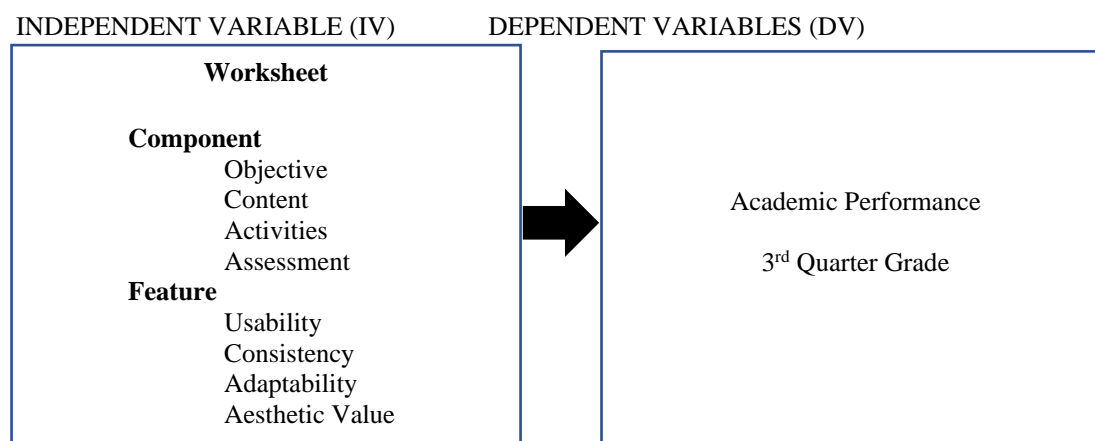 INDEPENDENT VARIABLE (IV)
DEPENDENT VARIABLES (DV)
Worksheet
Component
Objective
Content
Activities
Assessment
Feature
Usability
Consistency
Adaptability
Aesthetic Value
Academic Performance
3rd Quarter Grade